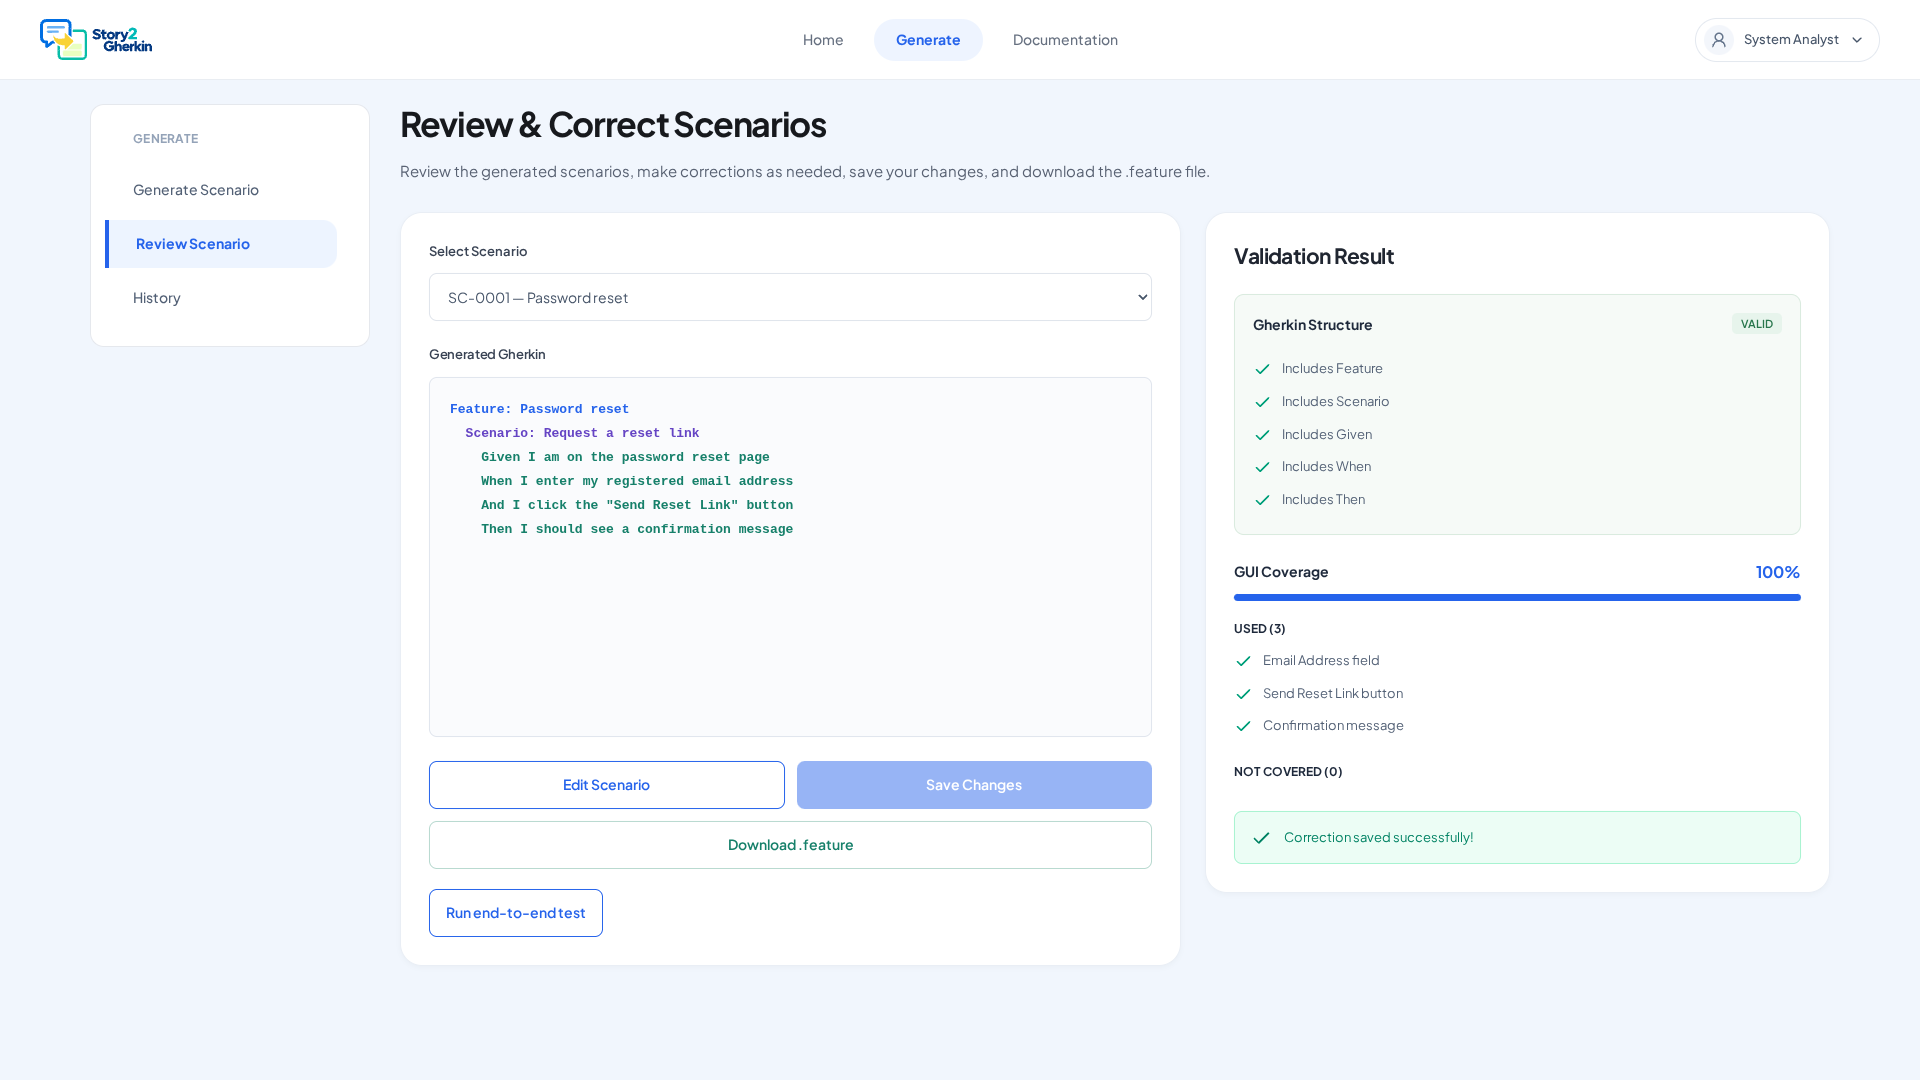 Story2
Gherkin
Home
Generate
Documentation
System Analyst
GENERATE
Generate Scenario
Review Scenario
History
Review & Correct Scenarios
Review the generated scenarios, make corrections as needed, save your changes, and download the .feature file.
Select Scenario
SC-0001 — Password reset
Generated Gherkin
Feature: Password reset
  Scenario: Request a reset link
    Given I am on the password reset page
    When I enter my registered email address
    And I click the "Send Reset Link" button
    Then I should see a confirmation message
Edit Scenario
Save Changes
Download .feature
Run end-to-end test
Validation Result
Gherkin Structure
VALID
Includes Feature
Includes Scenario
Includes Given
Includes When
Includes Then
GUI Coverage
100%
USED (3)
Email Address field
Send Reset Link button
Confirmation message
NOT COVERED (0)
Correction saved successfully!